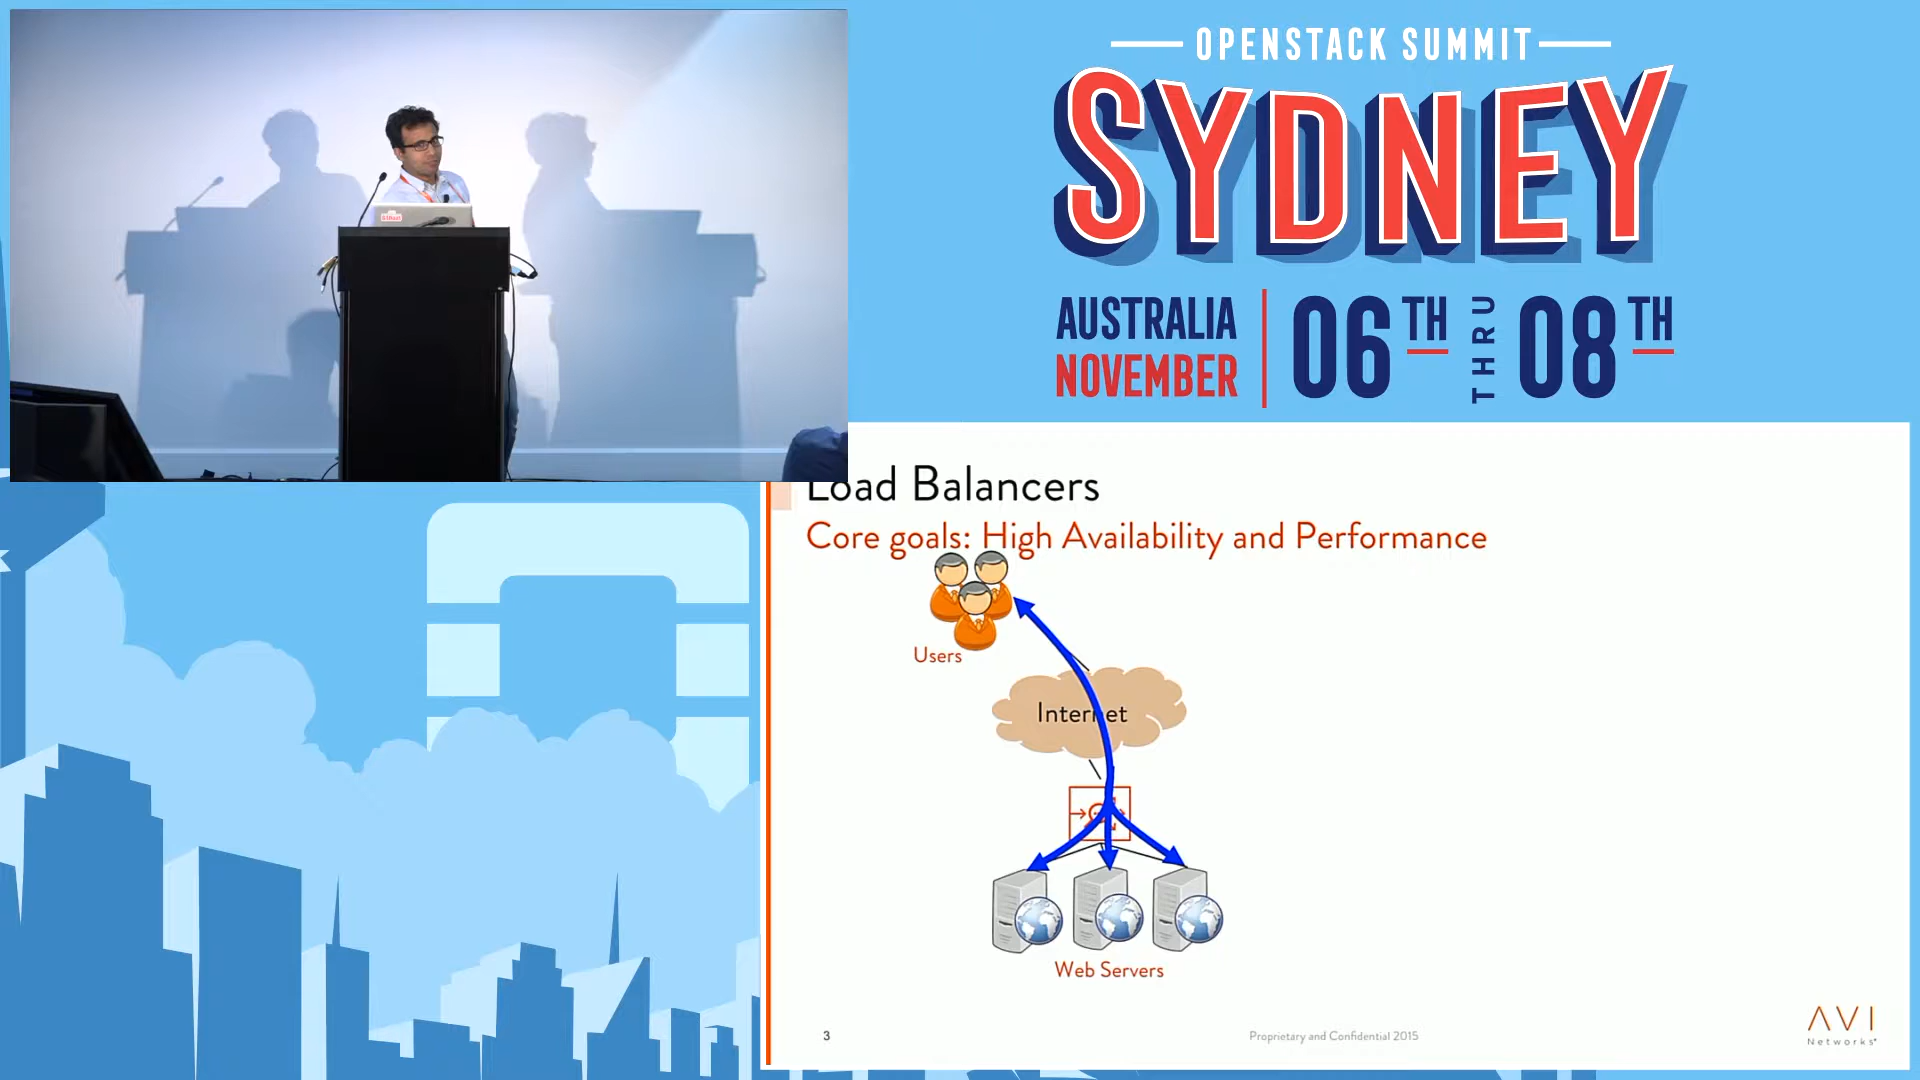 OPENSTACK SUMMIT
SYDNEY
AUSTRALIA
NOVEMBER
06TH THRU 08TH
Load Balancers
Core goals: High Availability and Performance
Users
Internet
Web Servers
3
Proprietary and Confidential 2015
AVI
Networks